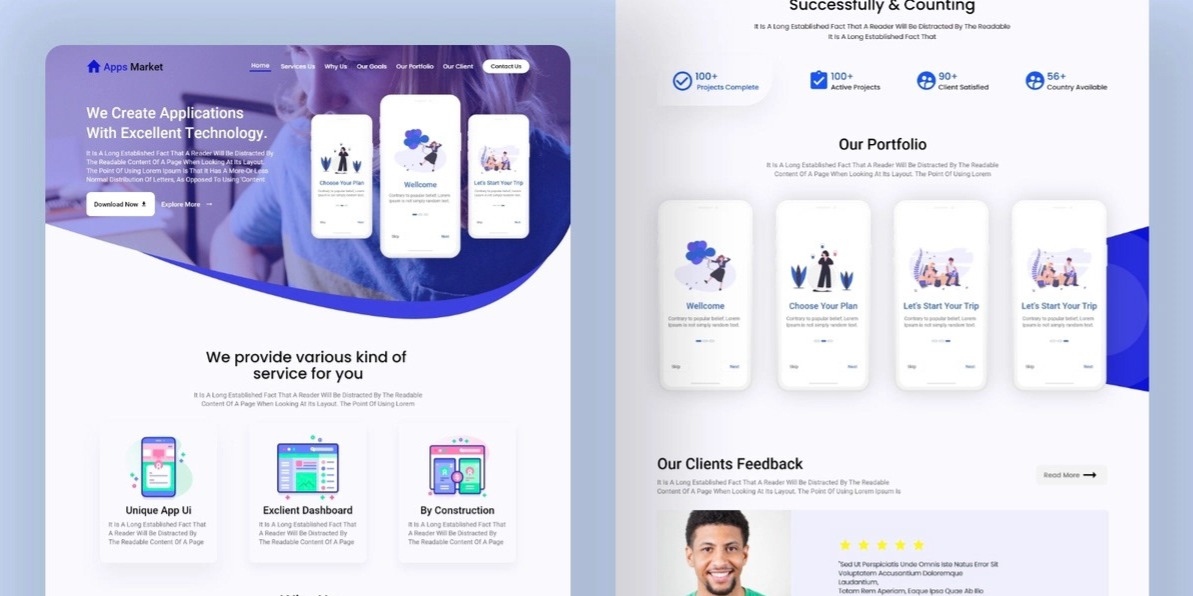 Apps Market
Home Services Us Why Us Our Goals Our Portfolio Our Client Contact Us
We Create Applications
With Excellent Technology.
It Is A Long Established Fact That A Reader Will Be Distracted By
The Readable Content Of A Page When Looking At Its Layout.
The Point Of Using Lorem Ipsum Is That It Has A More-Or-Less
Normal Distribution Of Letters, As Opposed To Using 'Content
Download Now
Explore More
Choose Your Plan
Contrary to popular belief, Lorem
Ipsum is not simply random text.
Skip Next
Wellcome
Contrary to popular belief, Lorem
Ipsum is not simply random text.
Skip Next
Let's Start Your Trip
Contrary to popular belief, Lorem
Ipsum is not simply random text.
Skip Next
We provide various kind of
service for you
It Is A Long Established Fact That A Reader Will Be Distracted By The Readable
Content Of A Page When Looking At Its Layout. The Point Of Using Lorem
Unique App Ui
It Is A Long Established Fact That
A Reader Will Be Distracted By
The Readable Content Of A Page
Exclient Dashboard
It Is A Long Established Fact That
A Reader Will Be Distracted By
The Readable Content Of A Page
By Construction
It Is A Long Established Fact That
A Reader Will Be Distracted By
The Readable Content Of A Page
Successfully & Counting
It Is A Long Established Fact That A Reader Will Be Distracted By The Readable
It Is A Long Established Fact That
100+
Projects Complete
100+
Active Projects
90+
Client Satisfied
56+
Country Available
Our Portfolio
It Is A Long Established Fact That A Reader Will Be Distracted By The Readable
Content Of A Page When Looking At Its Layout. The Point Of Using Lorem
Wellcome
Contrary to popular belief, Lorem
Ipsum is not simply random text.
Skip Next
Choose Your Plan
Contrary to popular belief, Lorem
Ipsum is not simply random text.
Skip Next
Let's Start Your Trip
Contrary to popular belief, Lorem
Ipsum is not simply random text.
Skip Next
Let's Start Your Trip
Contrary to popular belief, Lorem
Ipsum is not simply random text.
Skip Next
Our Clients Feedback
It Is A Long Established Fact That A Reader Will Be Distracted By The Readable
Content Of A Page When Looking At Its Layout. The Point Of Using Lorem Ipsum Is
Read More
"Sed Ut Perspiciatis Unde Omnis Iste Natus Error Sit
Voluptatem Accusantium Doloremque
Laudantium,
Totam Rem Aperiam, Eaque Ipsa Quae Ab Illo